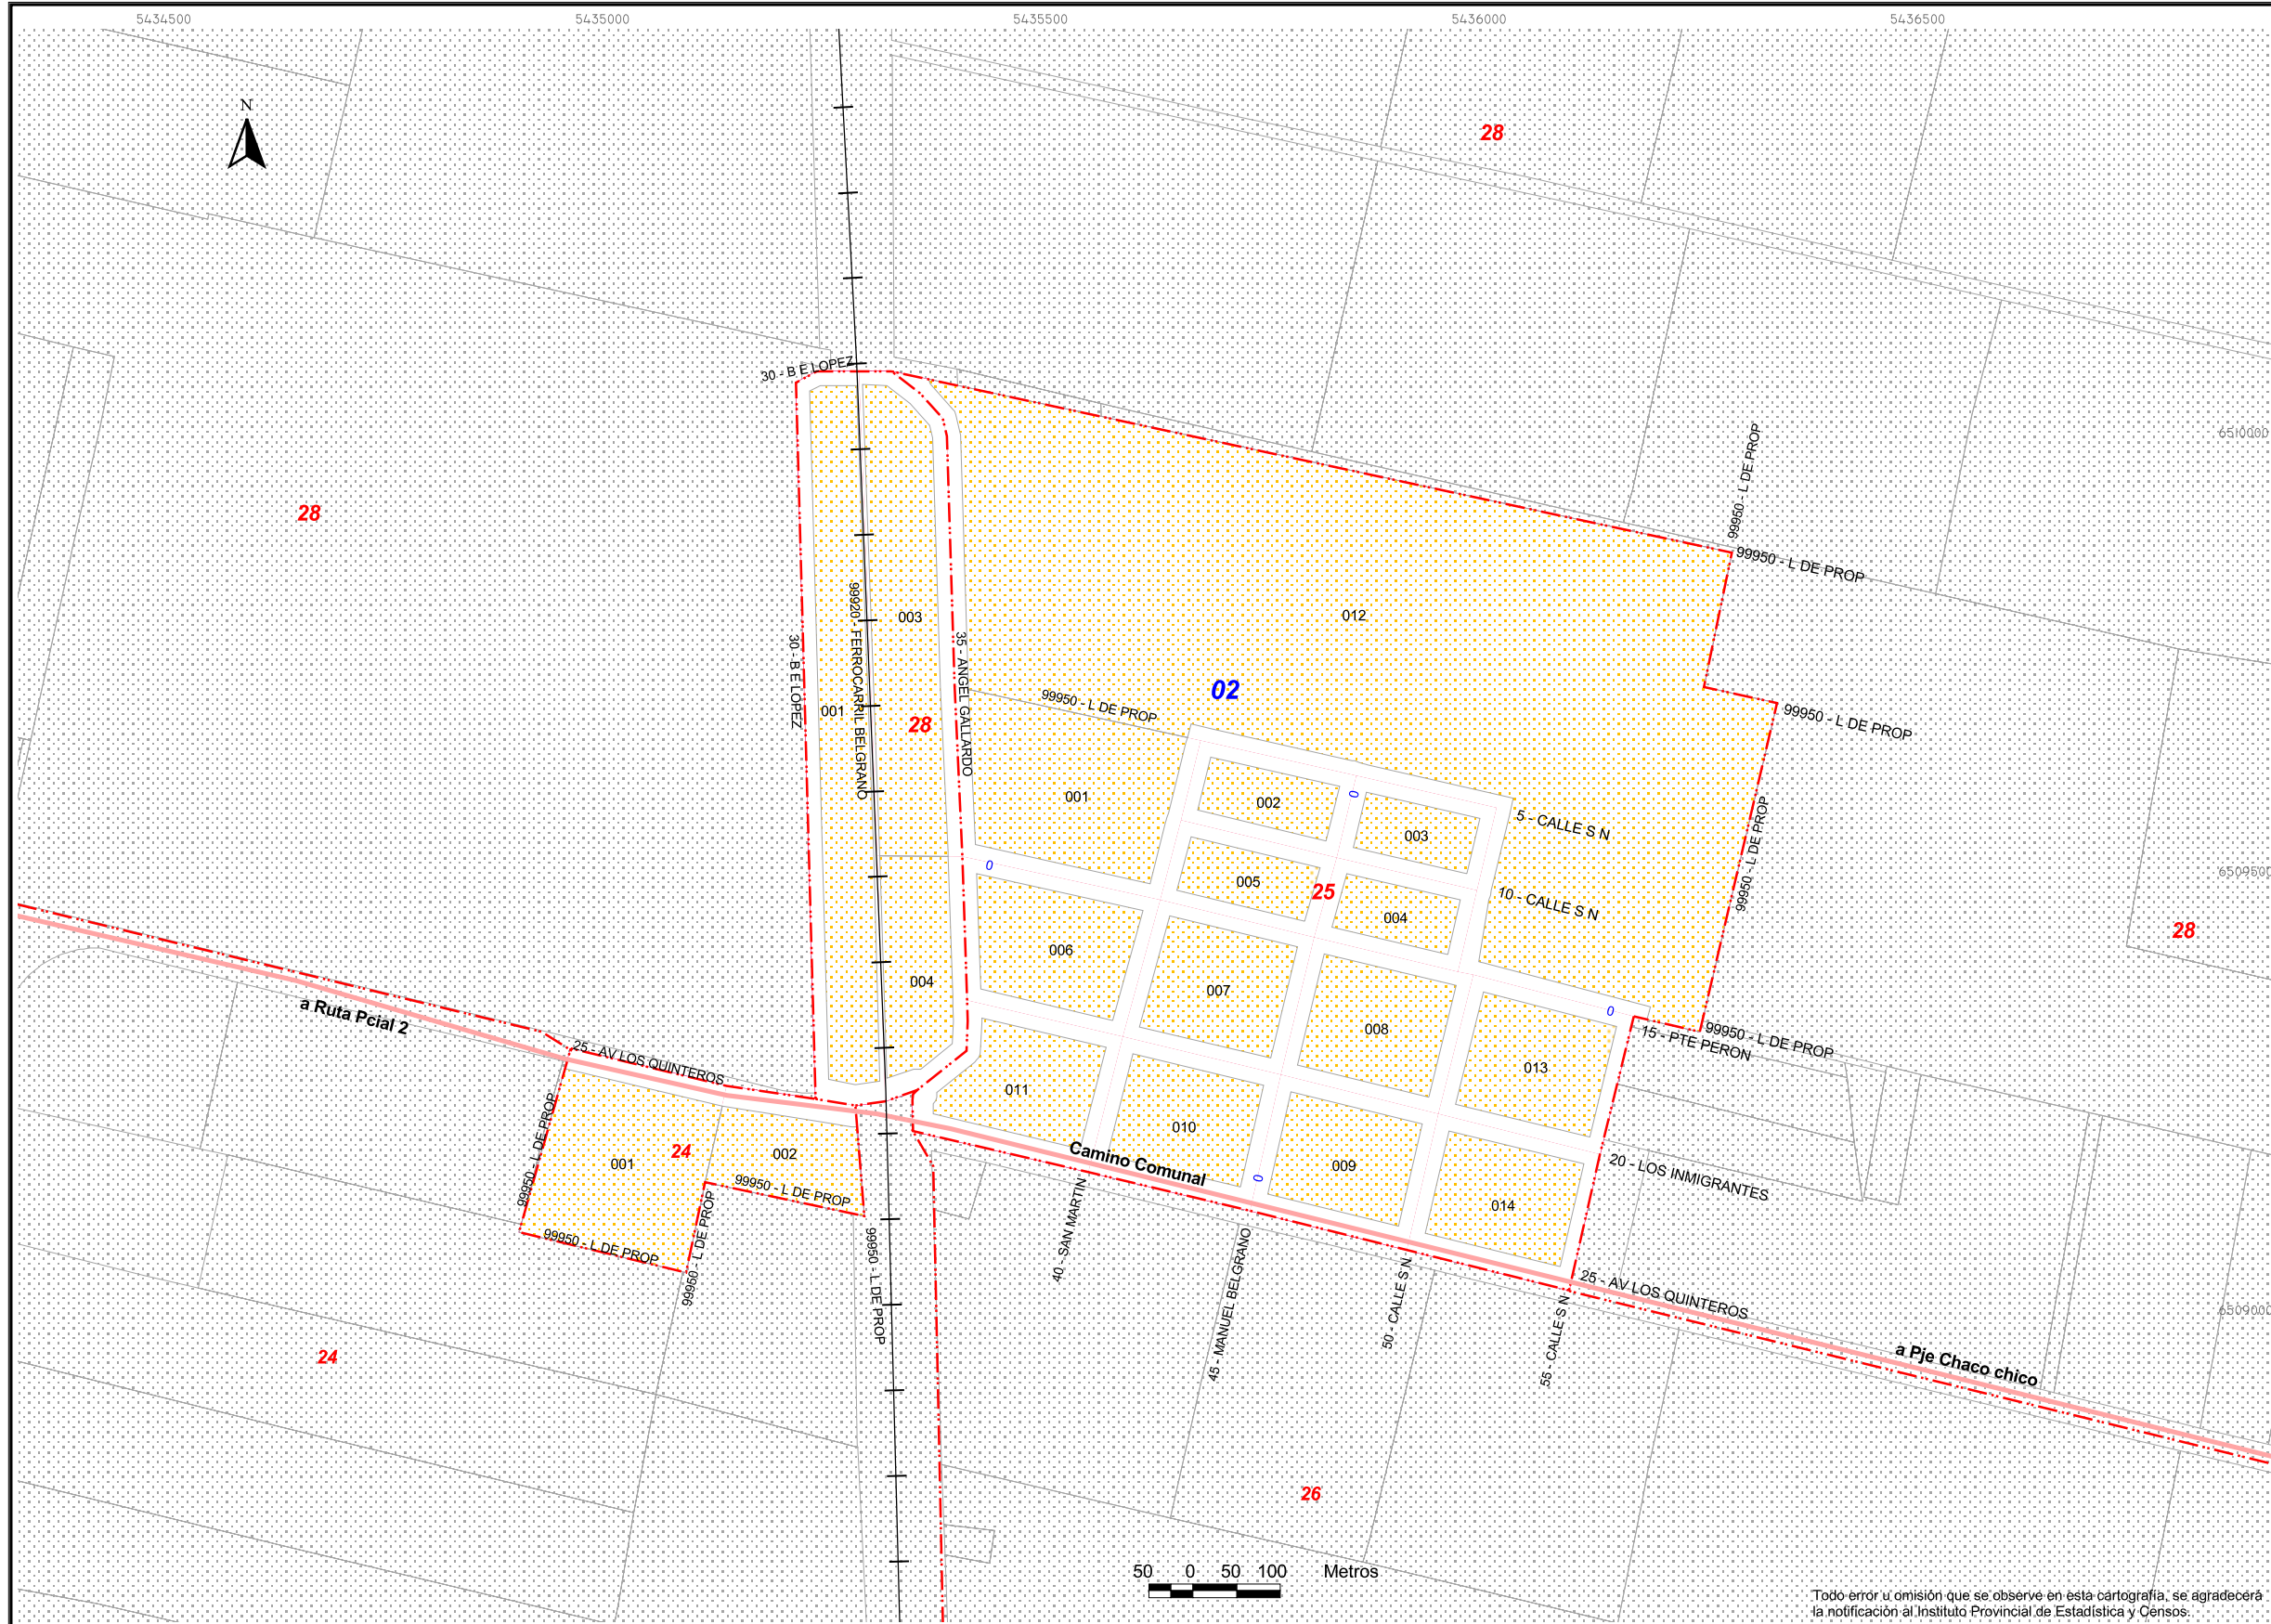 5434500
5435000
5435500
5436000
5436500
N
28
30 - B E LOPEZ
6510000
99950 - L DE PROP
99950 - L DE PROP
28
99920 - FERROCARRIL BELGRANO
003
012
30 - B E LOPEZ
35 - ANGEL GALLARDO
02
99950 - L DE PROP
001
28
99950 - L DE PROP
001
002
0
003
5 - CALLE S N
99950 - L DE PROP
0
005
25
004
10 - CALLE S N
6509500
28
006
004
007
a Ruta Pcial 2
008
0
99950 - L DE PROP
15 - PTE PERON
25 - AV LOS QUINTEROS
013
011
99950 - L DE PROP
010
24
001
002
Camino Comunal
009
0
20 - LOS INMIGRANTES
99950 - L DE PROP
014
99950 - L DE PROP
99950 - L DE PROP
99950 - L DE PROP
40 - SAN MARTIN
45 - MANUEL BELGRANO
50 - CALLE S N
55 - CALLE S N
25 - AV LOS QUINTEROS
6509000
24
a Pje Chaco chico
26
50 0 50 100 Metros
Todo error u omisión que se observe en esta cartografía, se agradecerá
la notificación al Instituto Provincial de Estadística y Censos.